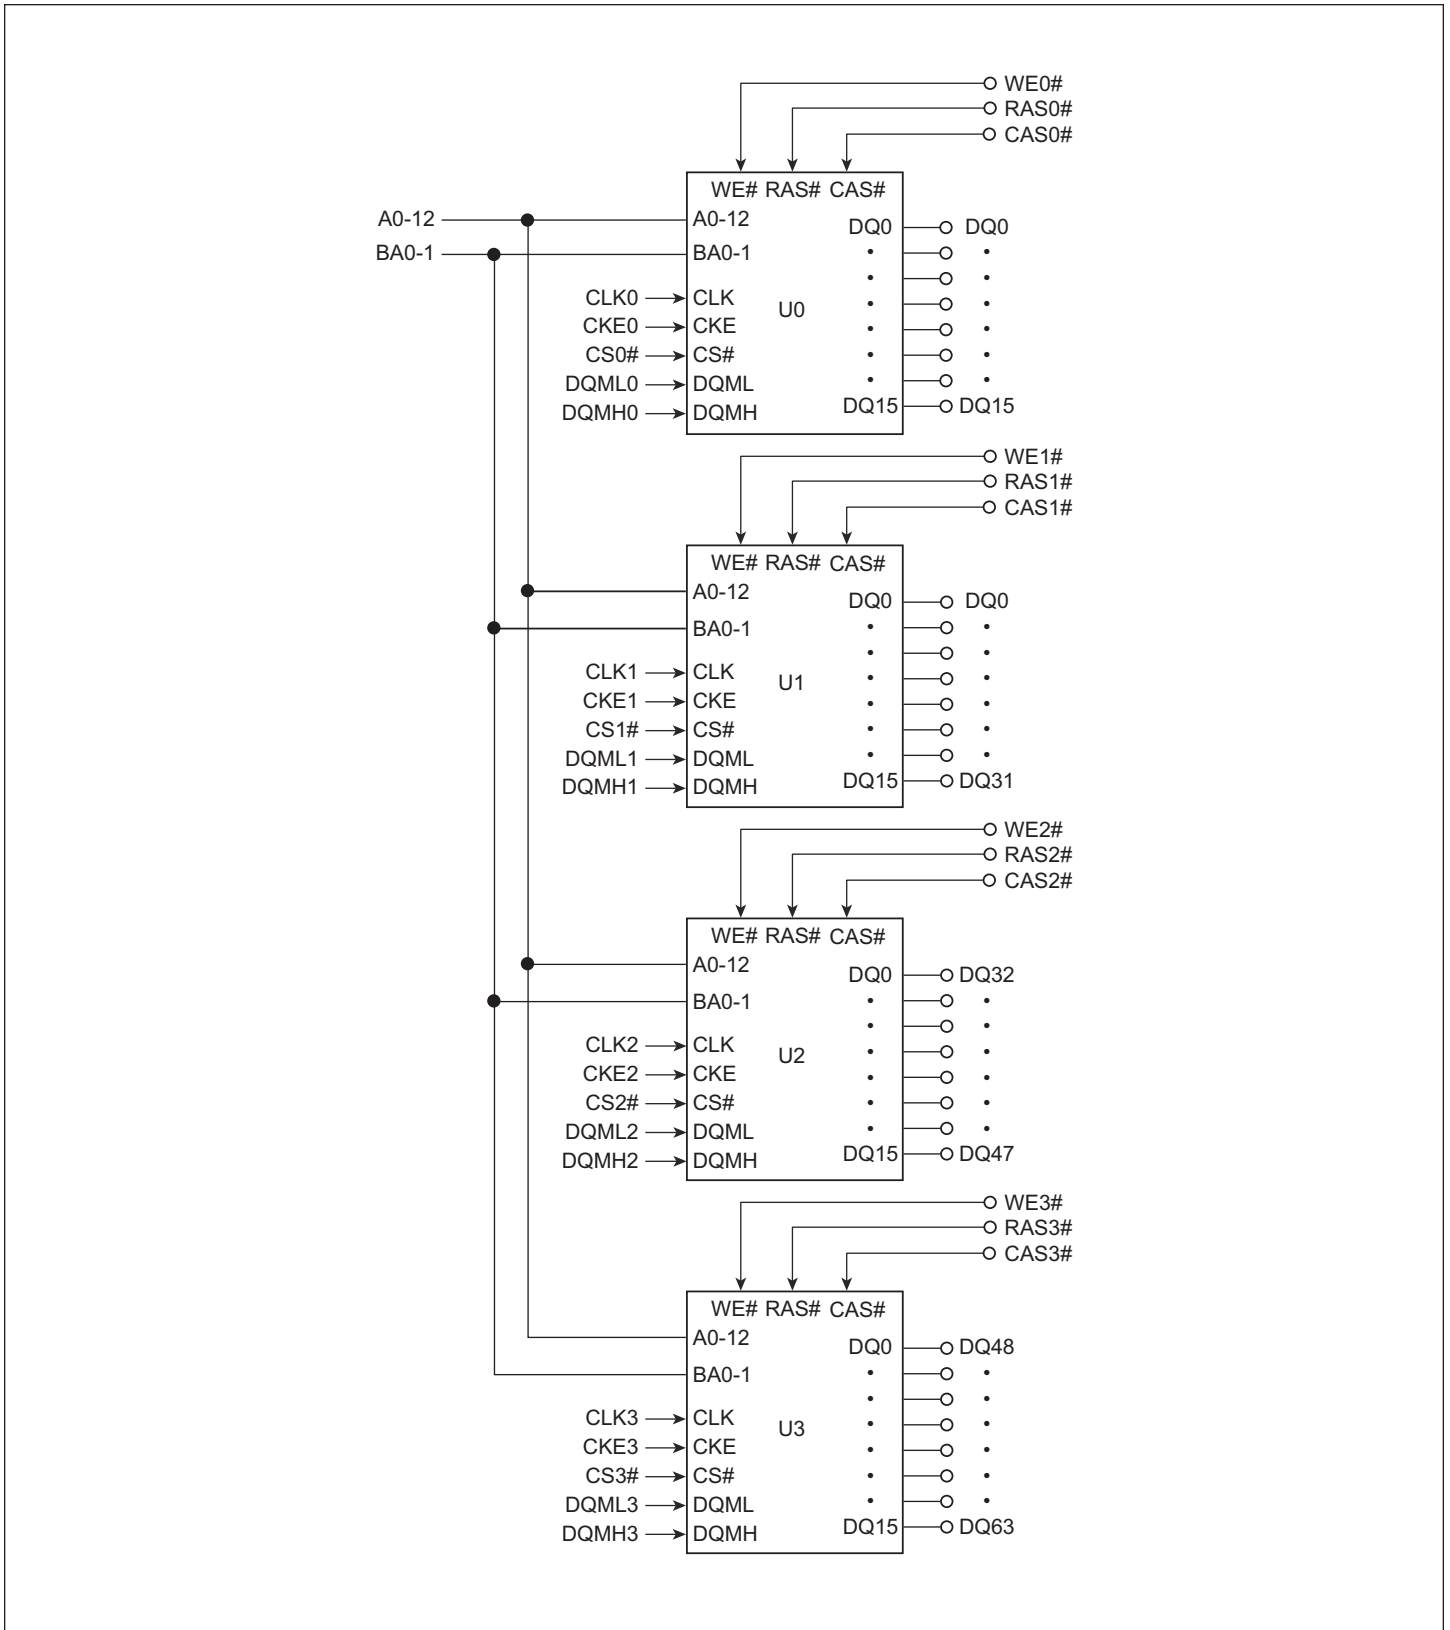 WE0#
RAS0#
CAS0#
WE# RAS# CAS#
A0-12 A0-12
DQ0 DQ0
BA0-1 BA0-1
CLK0 CLK
U0
CKE0 CKE
CS0# CS#
DQML0 DQML
DQMH0 DQMH
DQ15 DQ15
WE1#
RAS1#
CAS1#
WE# RAS# CAS#
A0-12
DQ0 DQ0
BA0-1
CLK1 CLK
U1
CKE1 CKE
CS1# CS#
DQML1 DQML
DQMH1 DQMH
DQ15 DQ31
WE2#
RAS2#
CAS2#
WE# RAS# CAS#
A0-12
DQ0 DQ32
BA0-1
CLK2 CLK
U2
CKE2 CKE
CS2# CS#
DQML2 DQML
DQMH2 DQMH
DQ15 DQ47
WE3#
RAS3#
CAS3#
WE# RAS# CAS#
A0-12
DQ0 DQ48
BA0-1
CLK3 CLK
U3
CKE3 CKE
CS3# CS#
DQML3 DQML
DQMH3 DQMH
DQ15 DQ63